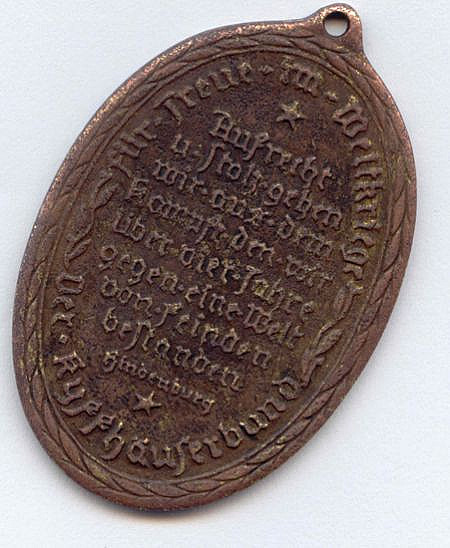 Für·Treue·im·Weltkriege
Aufrecht
u. stolz gehen
wir aus dem
Kampfe den wir
über vier Jahre
gegen eine Welt
von Feinden
bestanden
Hindenburg
Der·Kyffhäuserbund